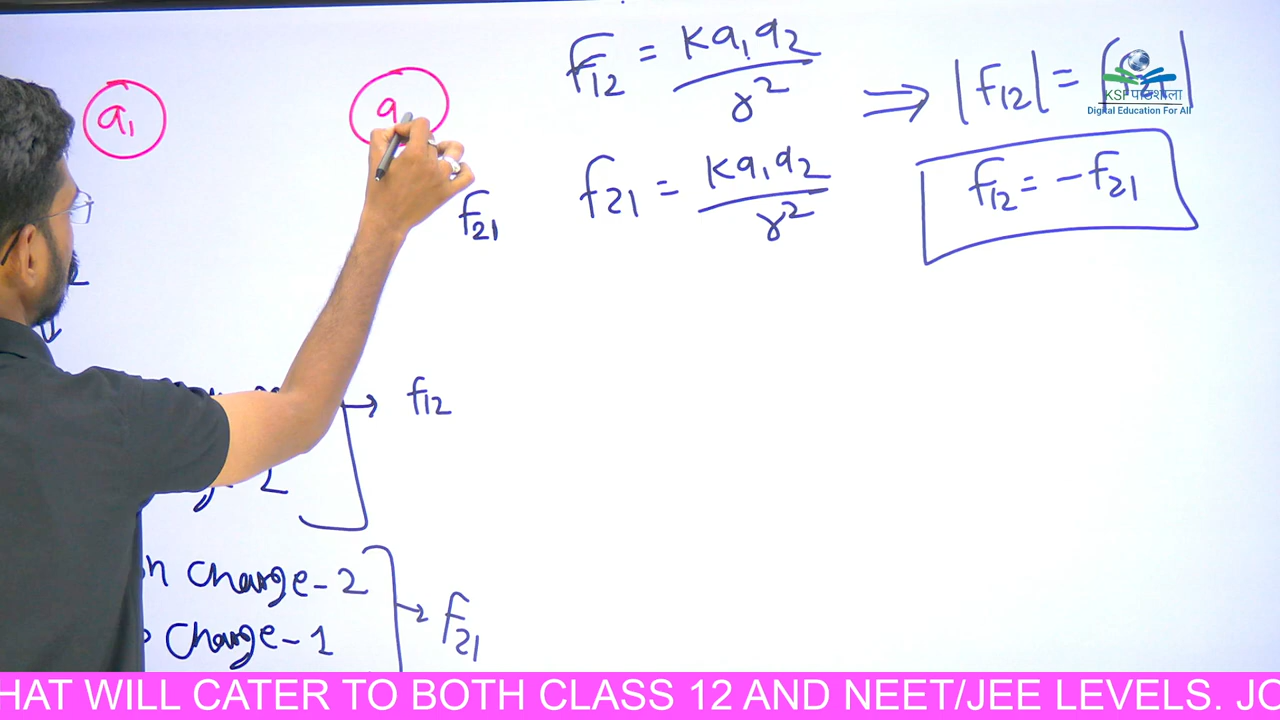 q₁
q
F₁₂ = Kq₁q₂/r²
⇒ |F₁₂| = | |
F₂₁ = Kq₁q₂/r²
F₁₂ = -F₂₁
F₂₁
→ F₁₂
2
n Charge-2
Charge-1
→ F₂₁
KSP पाठशाला
Digital Education For All
HAT WILL CATER TO BOTH CLASS 12 AND NEET/JEE LEVELS. JO